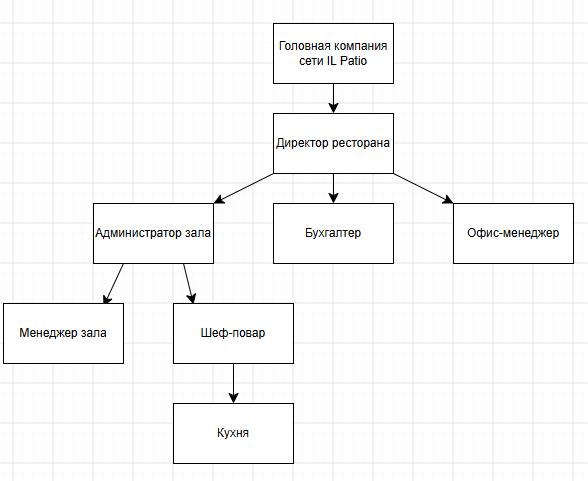 Головная компания
сети IL Patio
Директор ресторана
Администратор зала
Бухгалтер
Офис-менеджер
Менеджер зала
Шеф-повар
Кухня